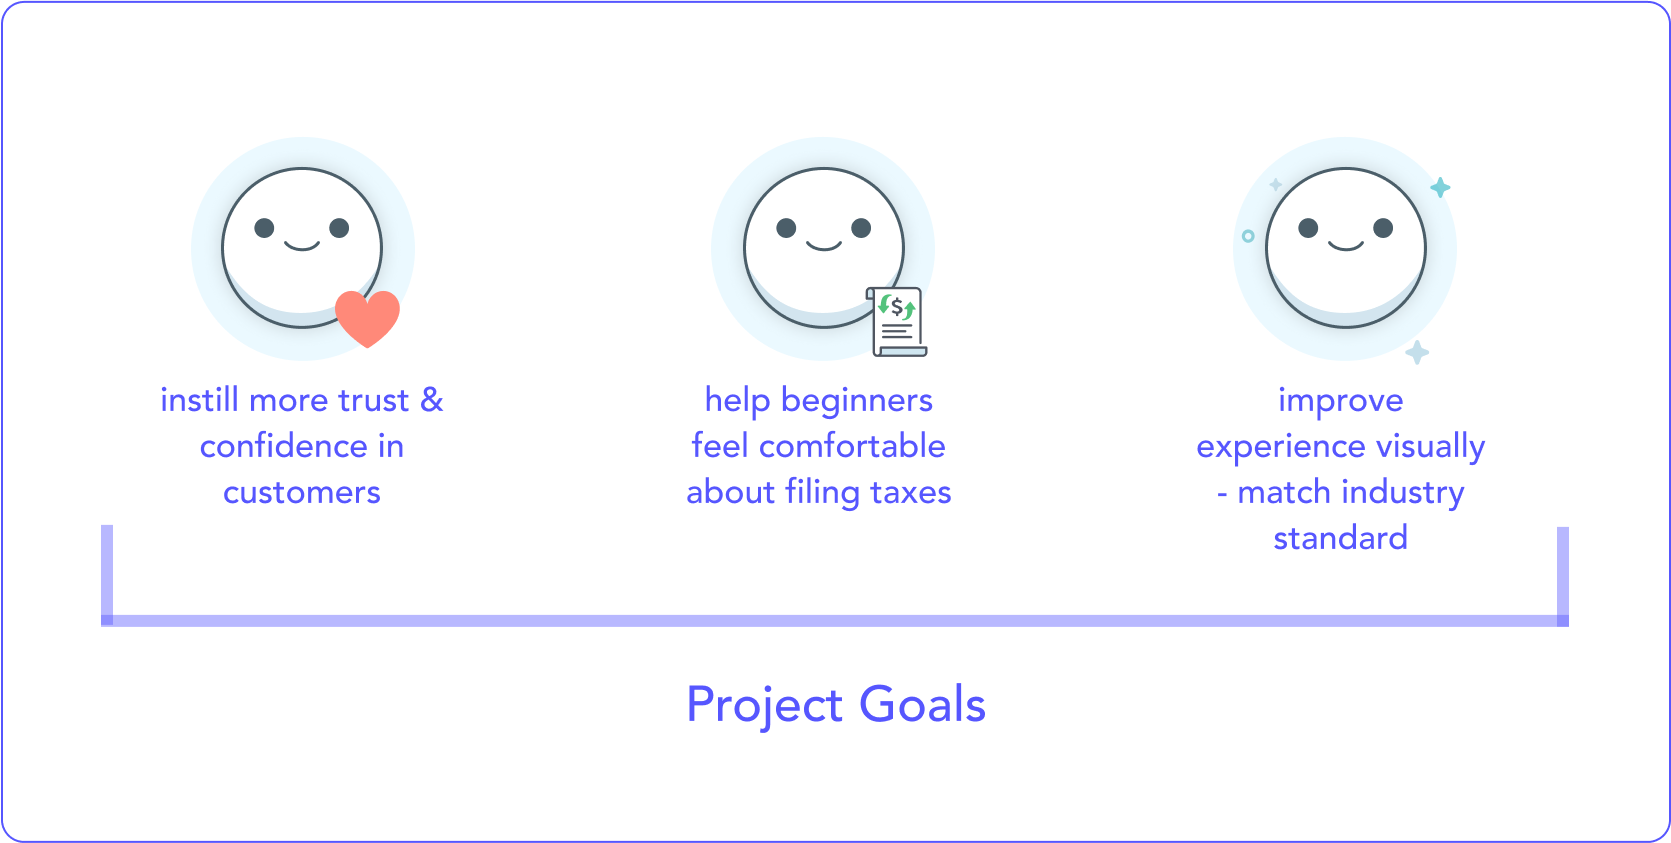 instill more trust &
confidence in
customers
$
help beginners
feel comfortable
about filing taxes
improve
experience visually
- match industry
standard
Project Goals